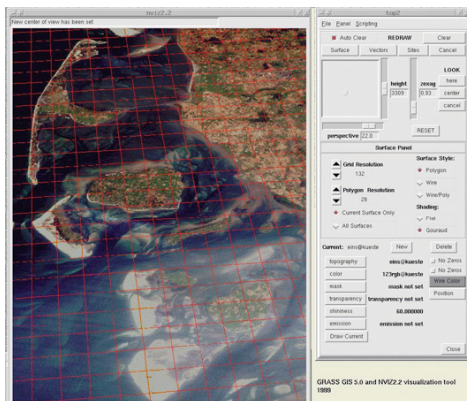 nviz2.2
New center of view has been set
top2
File Panel Scripting
Auto Clear REDRAW Clear
Surface Vectors Sites Cancel
LOOK
height zexag here
3309 0.93 center
cancel
RESET
perspective 22.0
Surface Panel
Grid Resolution
132
Polygon Resolution
28
Current Surface Only
All Surfaces
Surface Style:
Polygon
Wire
Wire/Poly
Shading:
Flat
Gouraud
Current: eins@kueste New Delete
topography eins@kueste No Zeros
color 123rgb@kueste No Zeros
mask mask not set Wire Color
transparency transparency not set Position
shininess 60.000000
emission emission not set
Draw Current
Close
GRASS GIS 5.0 and NVIZ2.2 visualization tool
1999